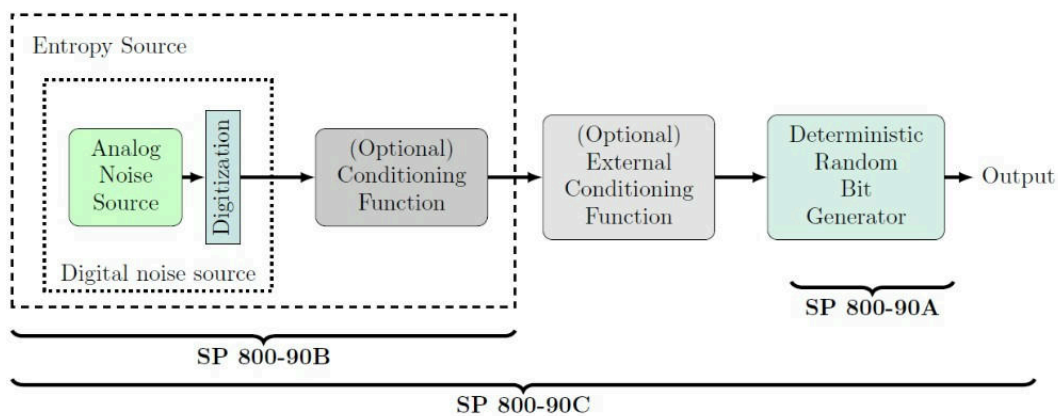 Entropy Source
Analog
Noise
Source
Digitization
Digital noise source
(Optional)
Conditioning
Function
(Optional)
External
Conditioning
Function
Deterministic
Random
Bit
Generator
Output
SP 800-90A
SP 800-90B
SP 800-90C